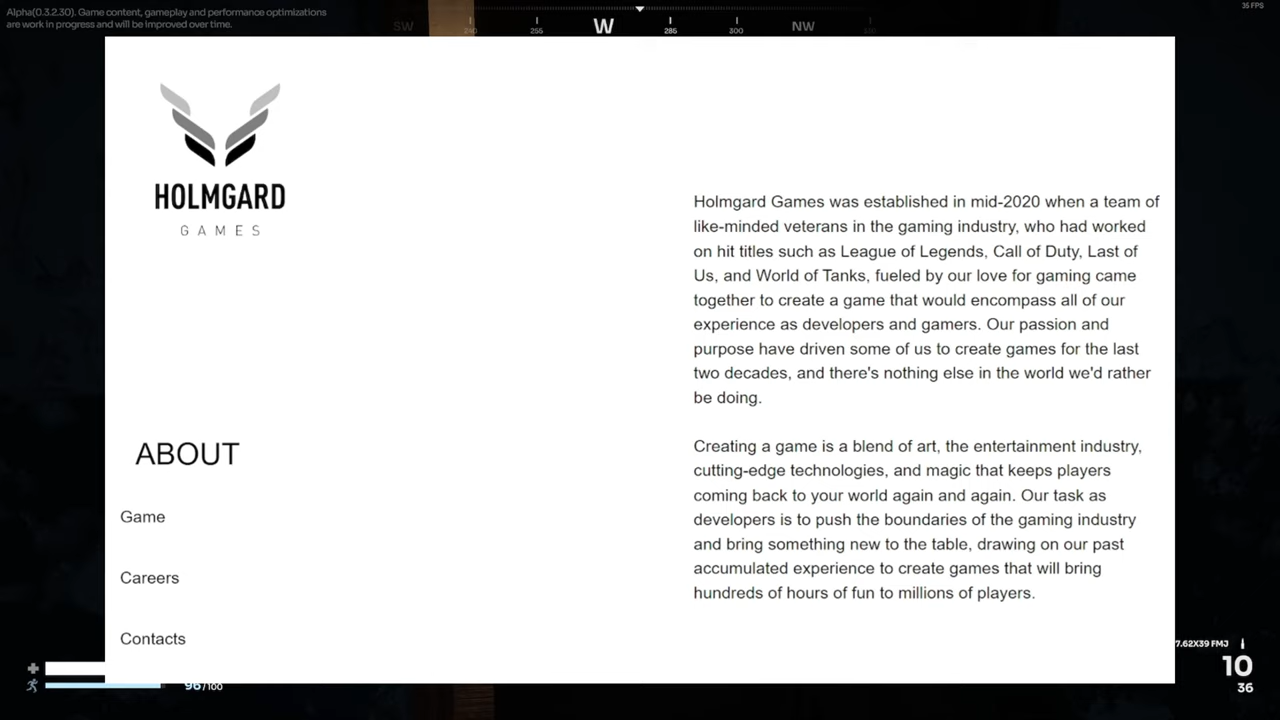 Alpha(0.3.2.30). Game content, gameplay and performance optimizations
are work in progress and will be improved over time.
SW W NW
240 255 285 300 330
35 FPS
HOLMGARD
GAMES
Holmgard Games was established in mid-2020 when a team of
like-minded veterans in the gaming industry, who had worked
on hit titles such as League of Legends, Call of Duty, Last of
Us, and World of Tanks, fueled by our love for gaming came
together to create a game that would encompass all of our
experience as developers and gamers. Our passion and
purpose have driven some of us to create games for the last
two decades, and there's nothing else in the world we'd rather
be doing.
Creating a game is a blend of art, the entertainment industry,
cutting-edge technologies, and magic that keeps players
coming back to your world again and again. Our task as
developers is to push the boundaries of the gaming industry
and bring something new to the table, drawing on our past
accumulated experience to create games that will bring
hundreds of hours of fun to millions of players.
ABOUT
Game
Careers
Contacts
96/100
7.62X39 FMJ
10
36